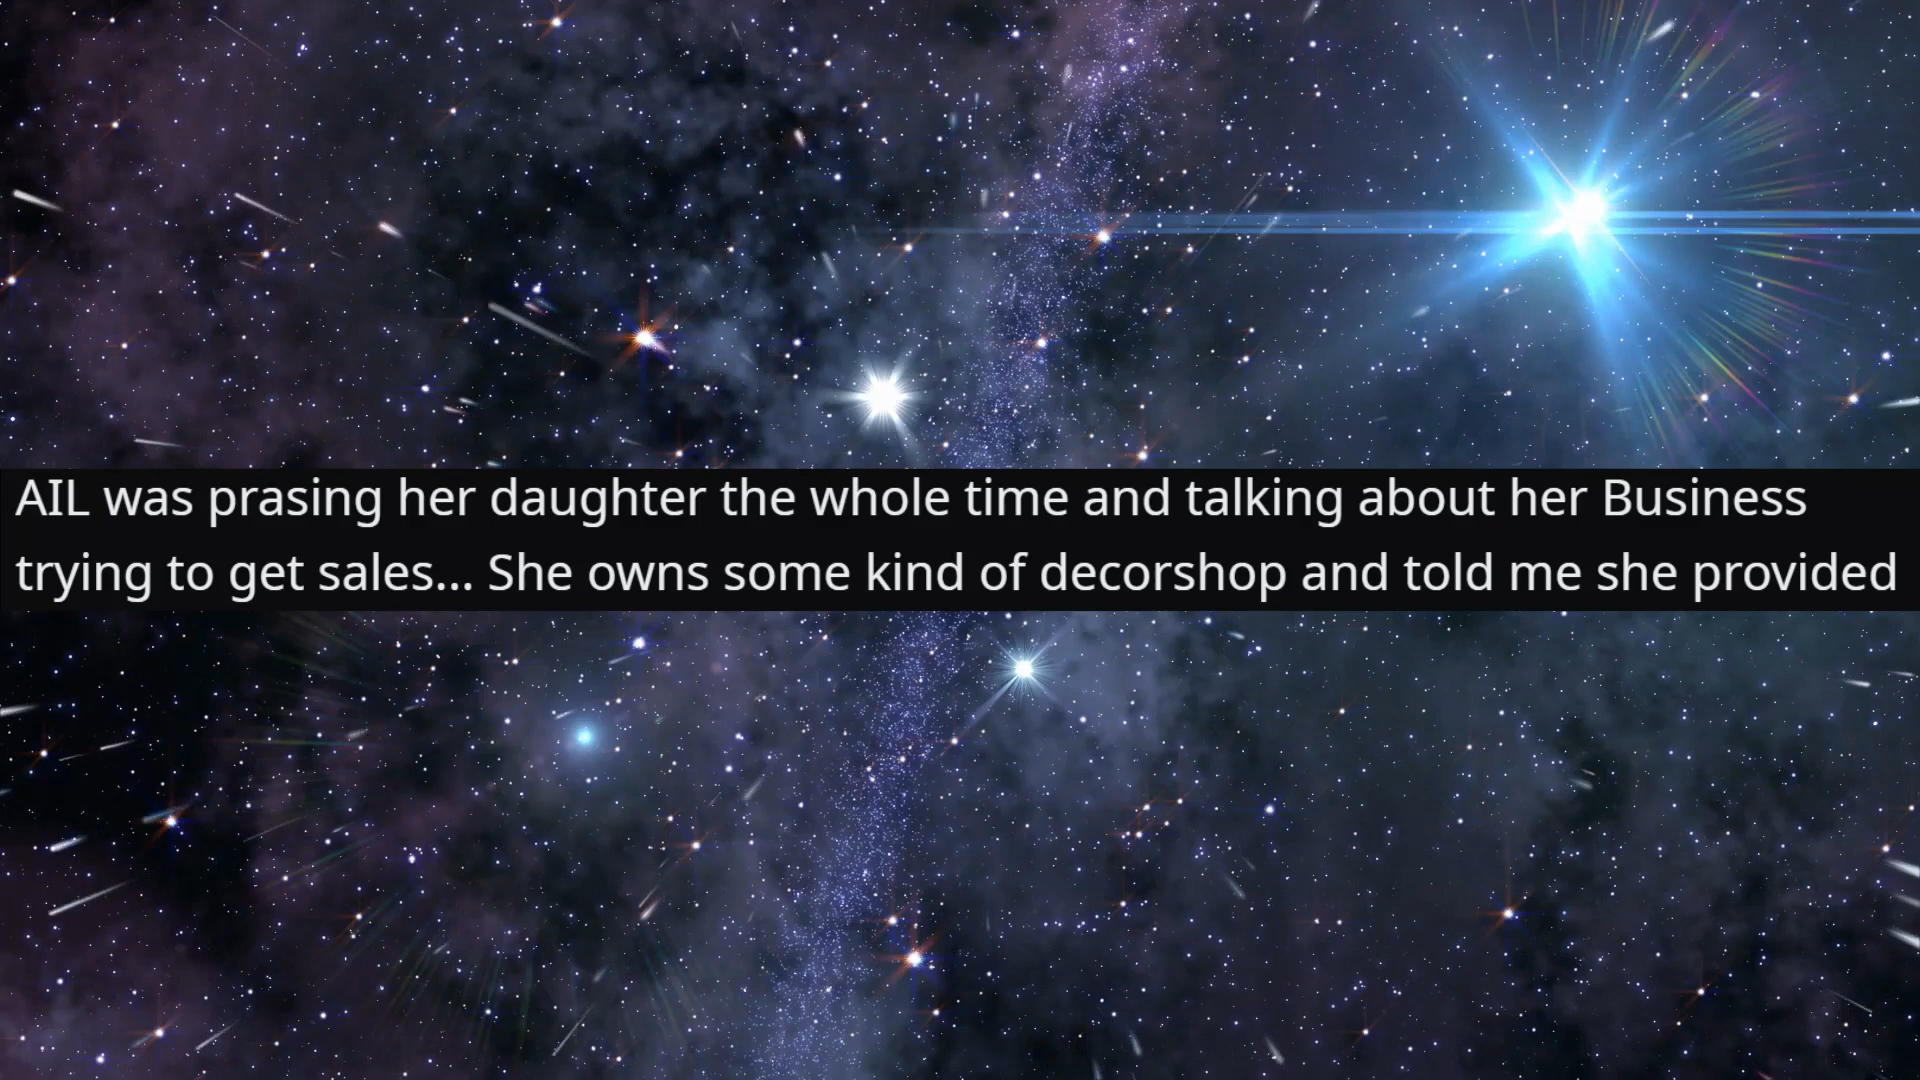 AIL was prasing her daughter the whole time and talking about her Business
trying to get sales... She owns some kind of decorshop and told me she provided